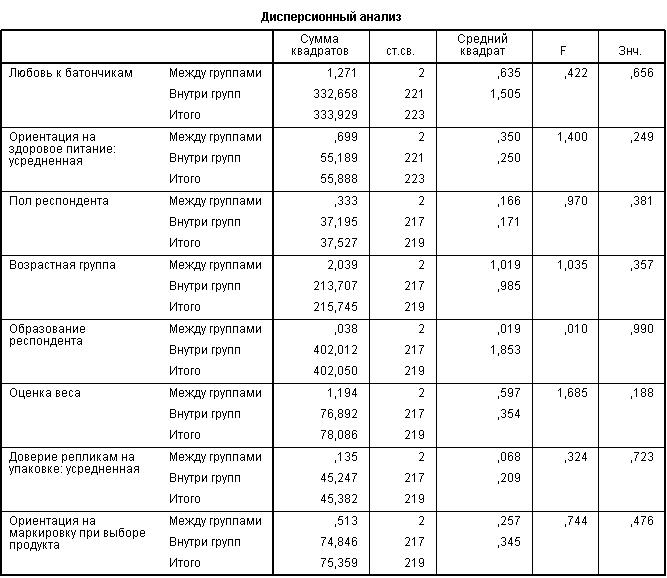 Дисперсионный анализ
Сумма квадратов ст.св. Средний квадрат F Знч.
Любовь к батончикам Между группами 1,271 2 ,635 ,422 ,656
Внутри групп 332,658 221 1,505
Итого 333,929 223
Ориентация на здоровое питание: усредненная Между группами ,699 2 ,350 1,400 ,249
Внутри групп 55,189 221 ,250
Итого 55,888 223
Пол респондента Между группами ,333 2 ,166 ,970 ,381
Внутри групп 37,195 217 ,171
Итого 37,527 219
Возрастная группа Между группами 2,039 2 1,019 1,035 ,357
Внутри групп 213,707 217 ,985
Итого 215,745 219
Образование респондента Между группами ,038 2 ,019 ,010 ,990
Внутри групп 402,012 217 1,853
Итого 402,050 219
Оценка веса Между группами 1,194 2 ,597 1,685 ,188
Внутри групп 76,892 217 ,354
Итого 78,086 219
Доверие репликам на упаковке: усредненная Между группами ,135 2 ,068 ,324 ,723
Внутри групп 45,247 217 ,209
Итого 45,382 219
Ориентация на маркировку при выборе продукта Между группами ,513 2 ,257 ,744 ,476
Внутри групп 74,846 217 ,345
Итого 75,359 219